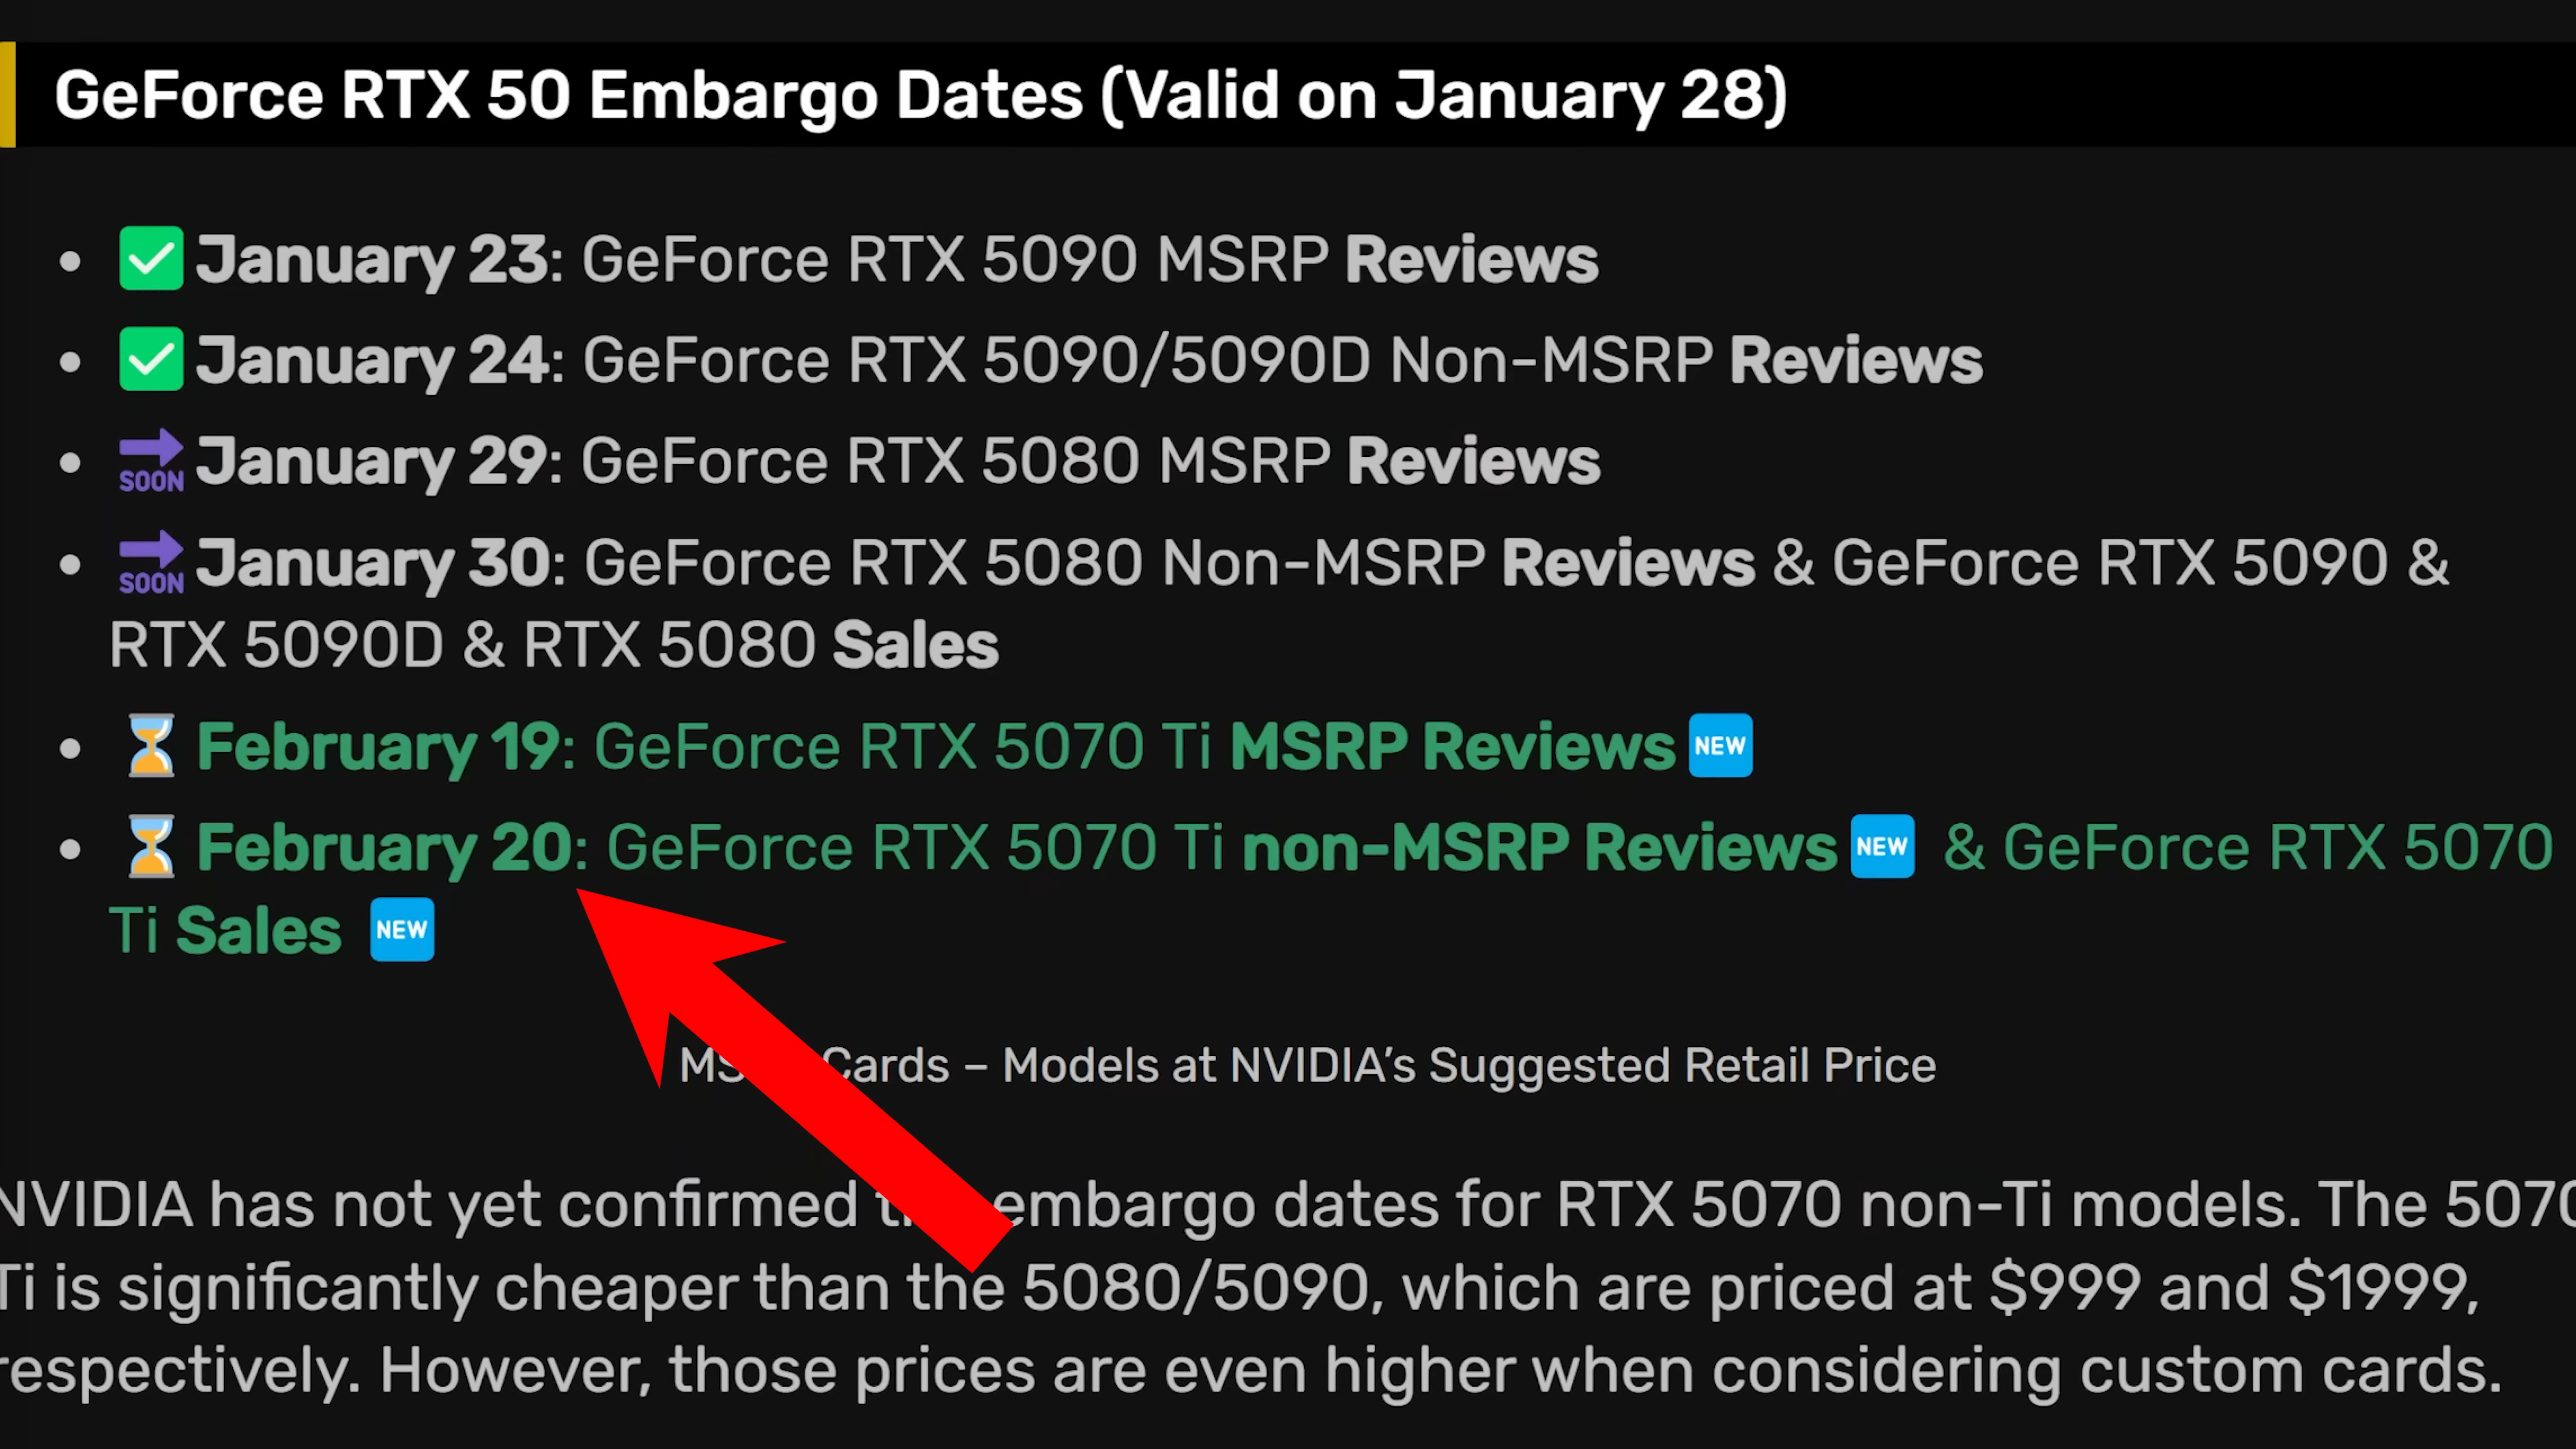 GeForce RTX 50 Embargo Dates (Valid on January 28)
• ✅ January 23: GeForce RTX 5090 MSRP Reviews
• ✅ January 24: GeForce RTX 5090/5090D Non-MSRP Reviews
• 🔜 January 29: GeForce RTX 5080 MSRP Reviews
• 🔜 January 30: GeForce RTX 5080 Non-MSRP Reviews & GeForce RTX 5090 &
RTX 5090D & RTX 5080 Sales
• ⏳ February 19: GeForce RTX 5070 Ti MSRP Reviews 🆕
• ⏳ February 20: GeForce RTX 5070 Ti non-MSRP Reviews 🆕 & GeForce RTX 5070
Ti Sales 🆕
Cards – Models at NVIDIA's Suggested Retail Price
NVIDIA has not yet confirmed embargo dates for RTX 5070 non-Ti models. The 5070
Ti is significantly cheaper than the 5080/5090, which are priced at $999 and $1999,
respectively. However, those prices are even higher when considering custom cards.